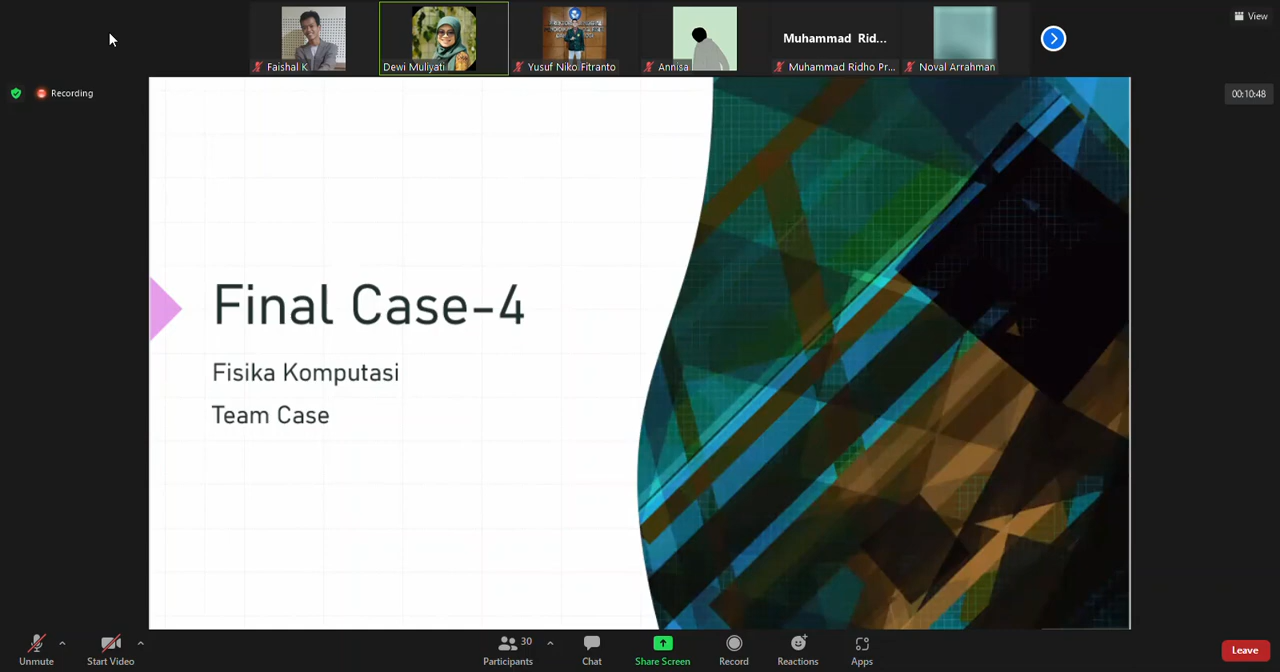 View
Muhammad Rid...
Faishal K
Dewi Muliyati
Yusuf Niko Fitranto
Annisa
Muhammad Ridho Pr...
Noval Arrahman
Recording
00:10:48
Final Case-4
Fisika Komputasi
Team Case
Unmute
Start Video
Participants
30
Chat
Share Screen
Record
Reactions
Apps
Leave